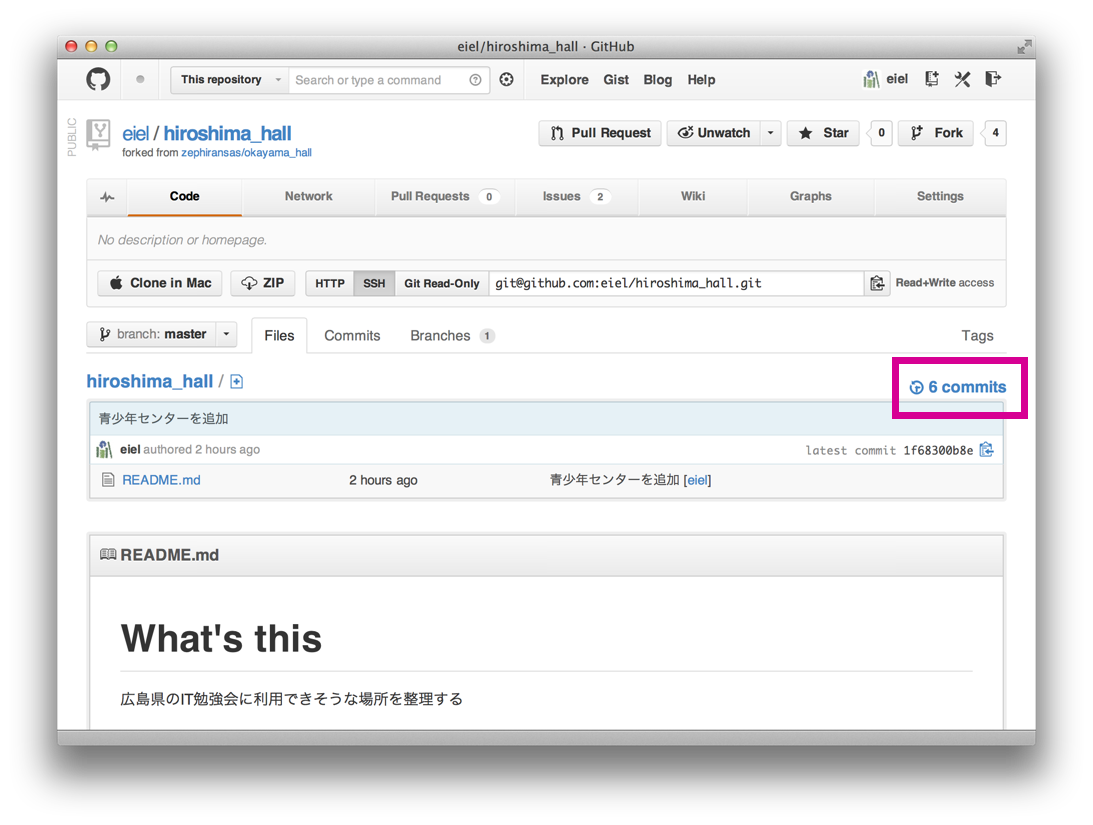 eiel/hiroshima_hall · GitHub
This repository Search or type a command Explore Gist Blog Help eiel
PUBLIC
eiel / hiroshima_hall
forked from zephiransas/okayama_hall
Pull Request Unwatch Star 0 Fork 4
Code Network Pull Requests 0 Issues 2 Wiki Graphs Settings
No description or homepage.
Clone in Mac ZIP HTTP SSH Git Read-Only git@github.com:eiel/hiroshima_hall.git Read+Write access
branch: master Files Commits Branches 1 Tags
hiroshima_hall / 6 commits
青少年センターを追加
eiel authored 2 hours ago latest commit 1f68300b8e
README.md 2 hours ago 青少年センターを追加 [eiel]
README.md
What's this
広島県のIT勉強会に利用できそうな場所を整理する